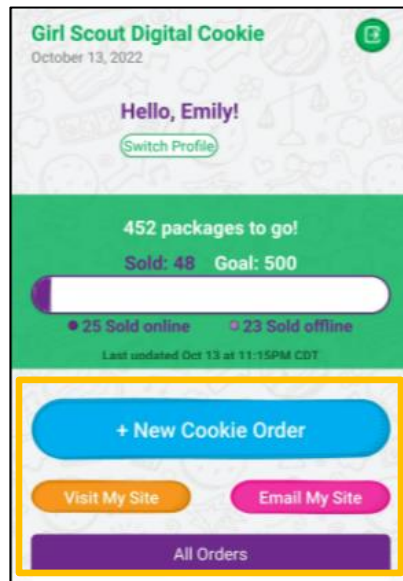 Girl Scout Digital Cookie
October 13, 2022
Hello, Emily!
Switch Profile
452 packages to go!
Sold: 48 Goal: 500
25 Sold online 23 Sold offline
Last updated Oct 13 at 11:15PM CDT
+ New Cookie Order
Visit My Site Email My Site
All Orders